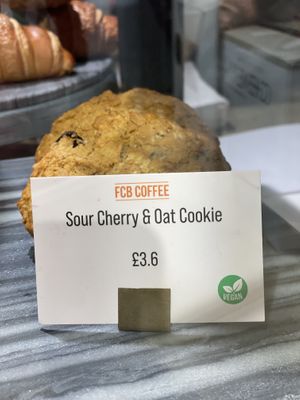 FCB COFFEE
Sour Cherry & Oat Cookie
£3.6
VEGAN